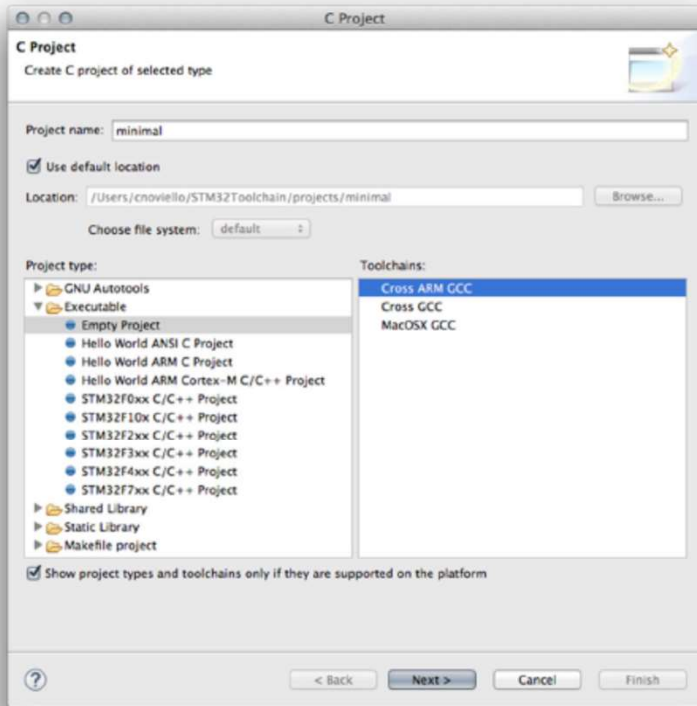 C Project
C Project
Create C project of selected type
Project name: minimal
Use default location
Location: /Users/cnoviello/STM32Toolchain/projects/minimal Browse...
Choose file system: default
Project type: Toolchains:
GNU Autotools Cross ARM GCC
Executable Cross GCC
Empty Project MacOSX GCC
Hello World ANSI C Project
Hello World ARM C Project
Hello World ARM Cortex-M C/C++ Project
STM32F0xx C/C++ Project
STM32F10x C/C++ Project
STM32F2xx C/C++ Project
STM32F3xx C/C++ Project
STM32F4xx C/C++ Project
STM32F7xx C/C++ Project
Shared Library
Static Library
Makefile project
Show project types and toolchains only if they are supported on the platform
? < Back Next > Cancel Finish